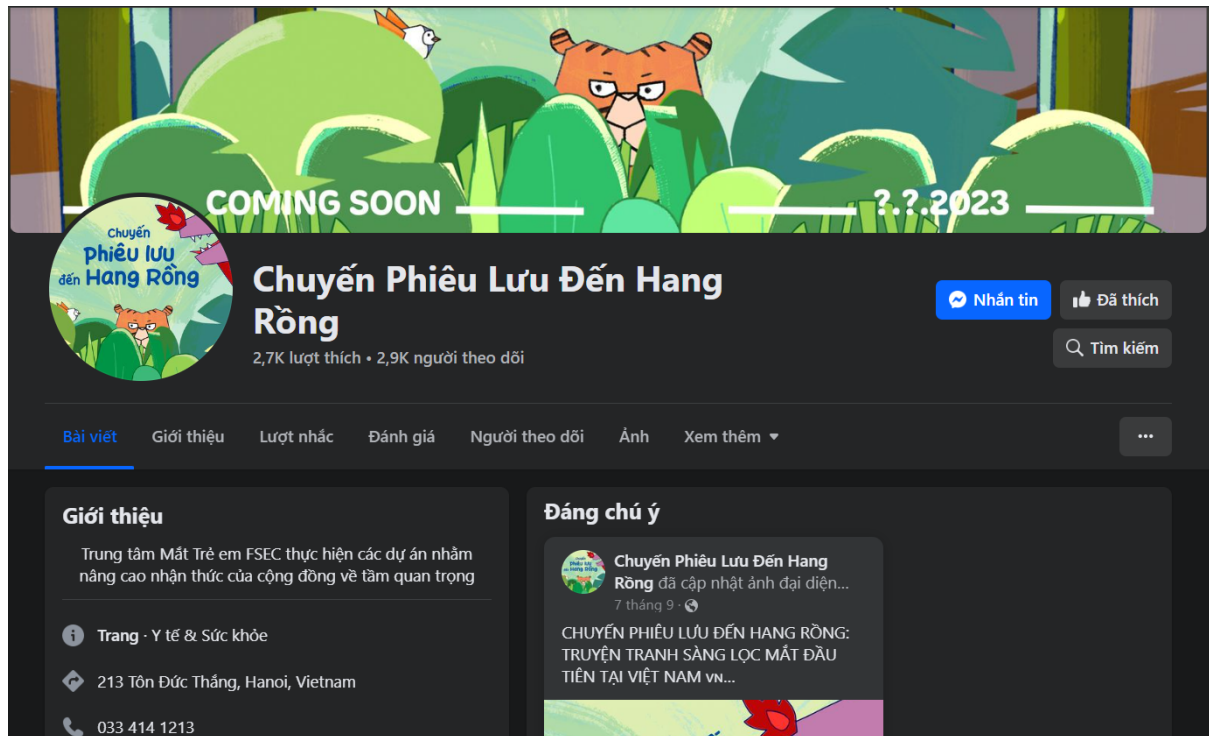 COMING SOON
?.?.2023
Chuyến
Phiêu lưu
đến Hang Rồng
Chuyến Phiêu Lưu Đến Hang
Rồng
2,7K lượt thích • 2,9K người theo dõi
Nhắn tin
Đã thích
Tìm kiếm
Bài viết
Giới thiệu
Lượt nhắc
Đánh giá
Người theo dõi
Ảnh
Xem thêm
Giới thiệu
Trung tâm Mắt Trẻ em FSEC thực hiện các dự án nhằm
nâng cao nhận thức của cộng đồng về tầm quan trọng
Trang · Y tế & Sức khỏe
213 Tôn Đức Thắng, Hanoi, Vietnam
033 414 1213
Đáng chú ý
Chuyến Phiêu Lưu Đến Hang
Rồng đã cập nhật ảnh đại diện...
7 tháng 9 ·
CHUYẾN PHIÊU LƯU ĐẾN HANG RỒNG:
TRUYỆN TRANH SÀNG LỌC MẮT ĐẦU
TIÊN TẠI VIỆT NAM VN...